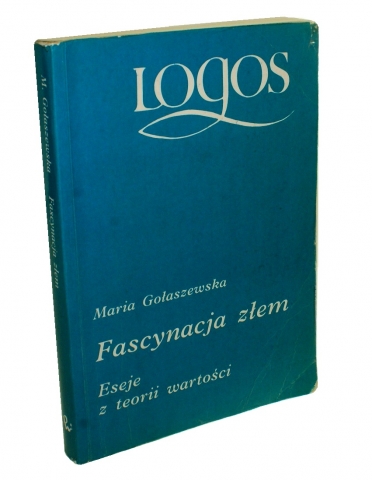 LOGOS
Maria Gołaszewska
Fascynacja złem
Eseje
z teorii wartości
M. Gołaszewska Fascynacja złem